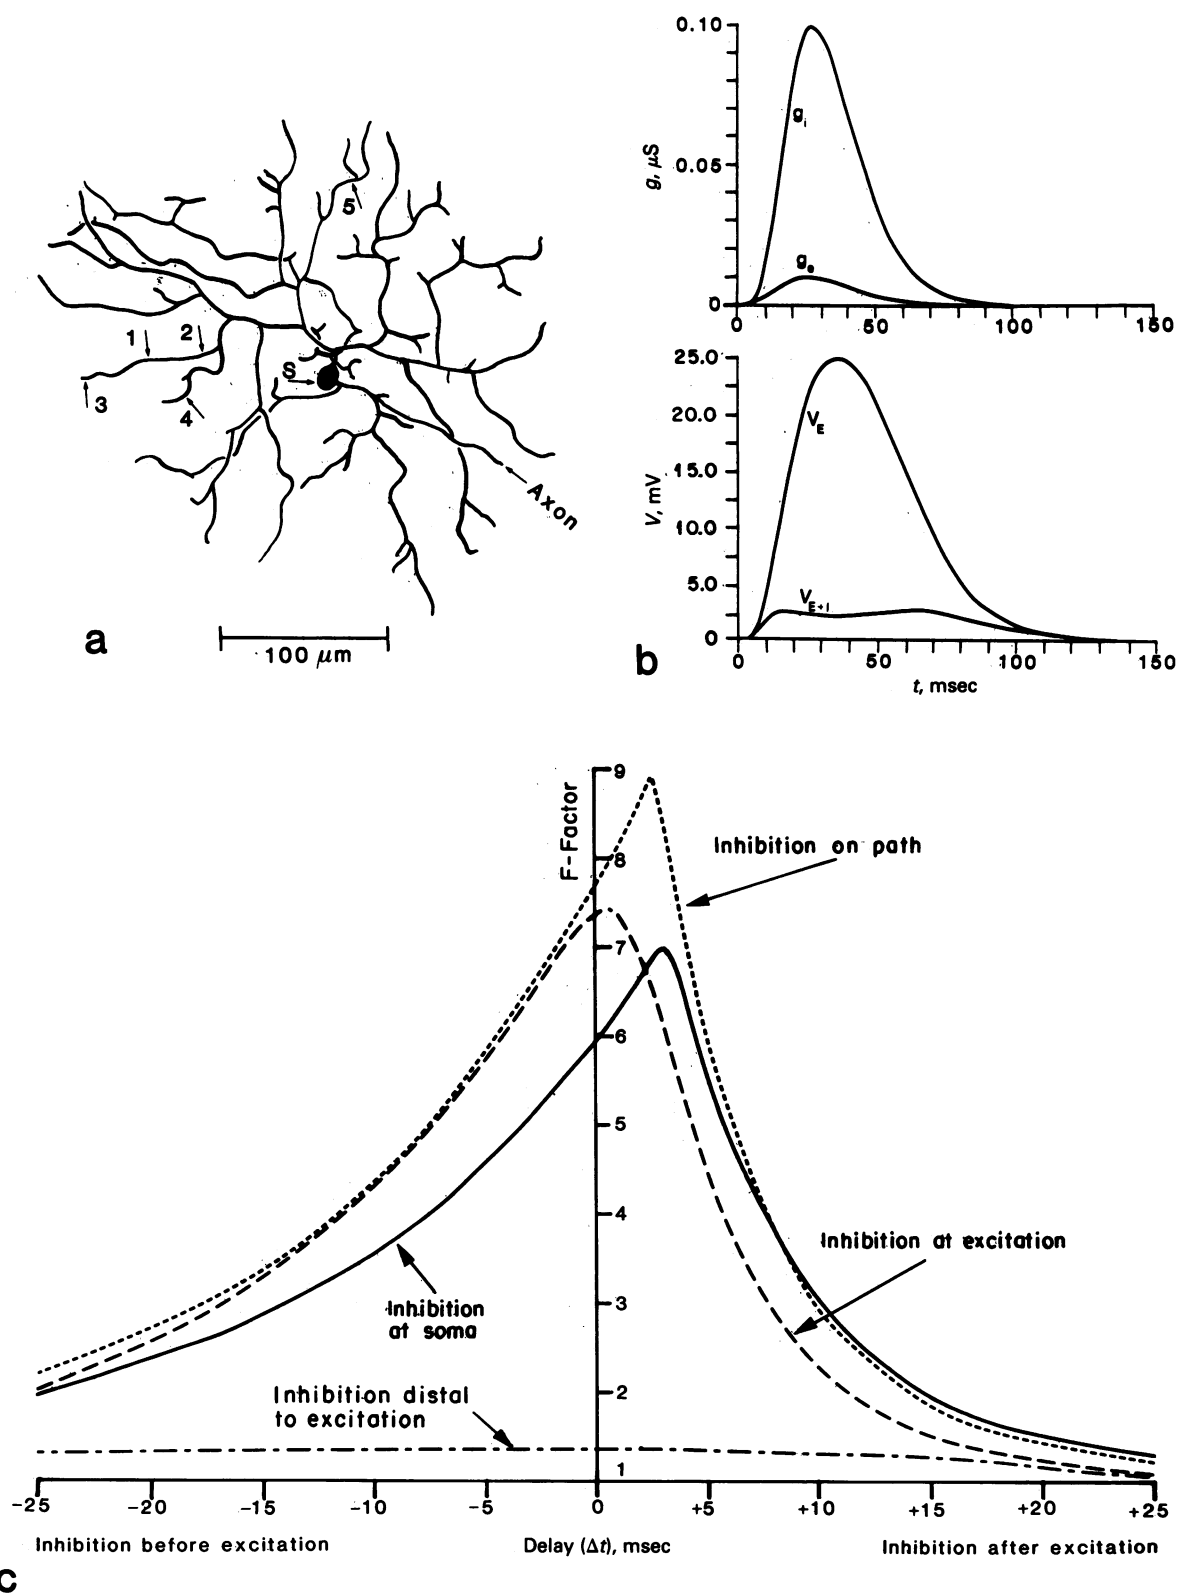 5
1
2
S
3
4
Axon
a
100 μm
0.10
g, μS
0.05
0
g_i
g_e
0 50 100 150
25.0
20.0
15.0
10.0
5.0
0
V, mV
V_E
V_E+I
0 50 100 150
t, msec
b
F-Factor
9
8
7
6
5
4
3
2
1
Inhibition on path
Inhibition at excitation
Inhibition
at soma
Inhibition distal
to excitation
-25 -20 -15 -10 -5 0 +5 +10 +15 +20 +25
Inhibition before excitation Delay (Δt), msec Inhibition after excitation
c